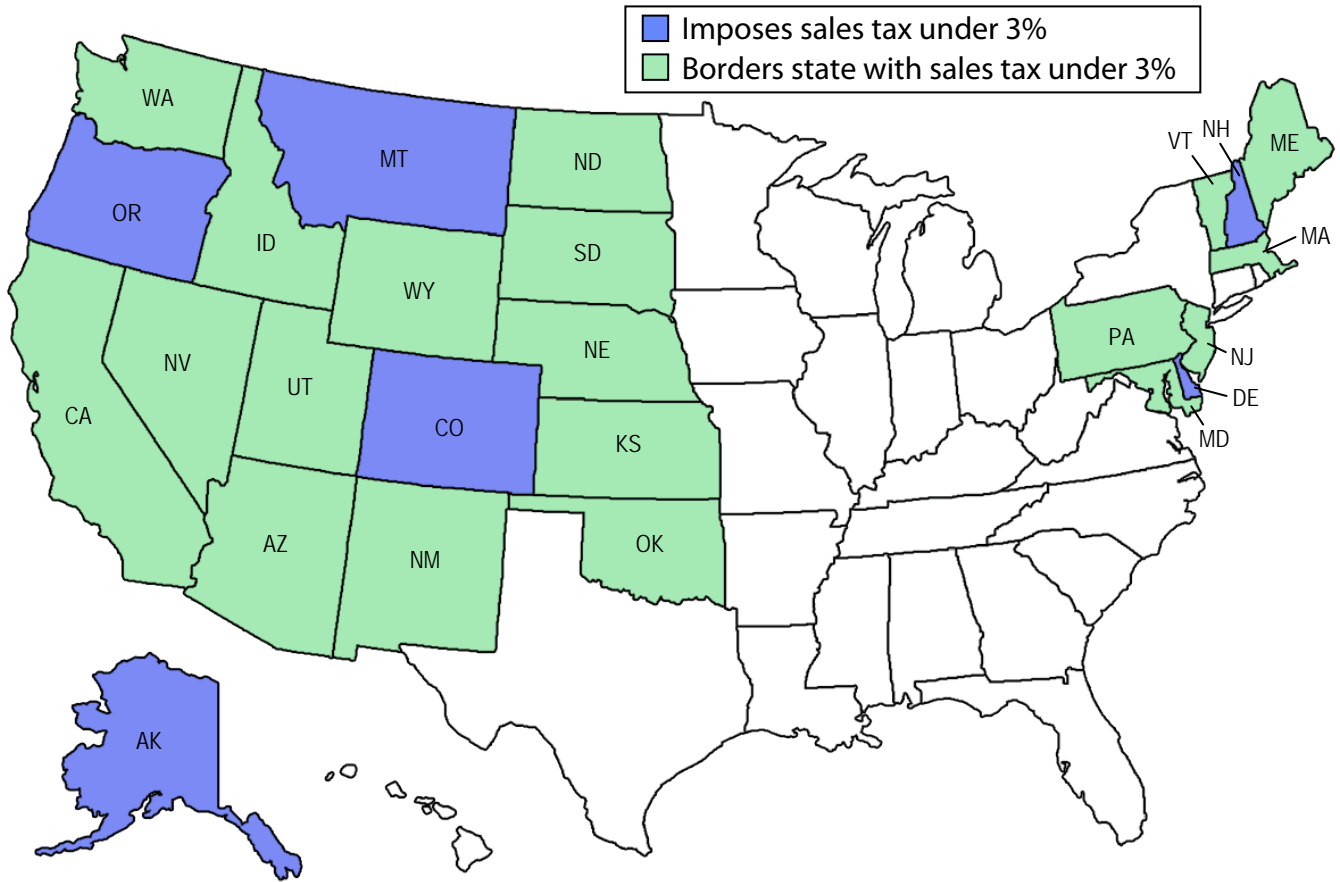 Imposes sales tax under 3%
Borders state with sales tax under 3%
WA
MT
ND
OR
ID
SD
WY
NE
NV
UT
CA
CO
KS
AZ
NM
OK
AK
VT
NH
ME
MA
PA
NJ
DE
MD